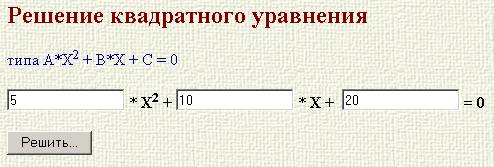 Решение квадратного уравнения
типа A*X² + B*X + C = 0
5 * X² + 10 * X + 20 = 0
Решить...